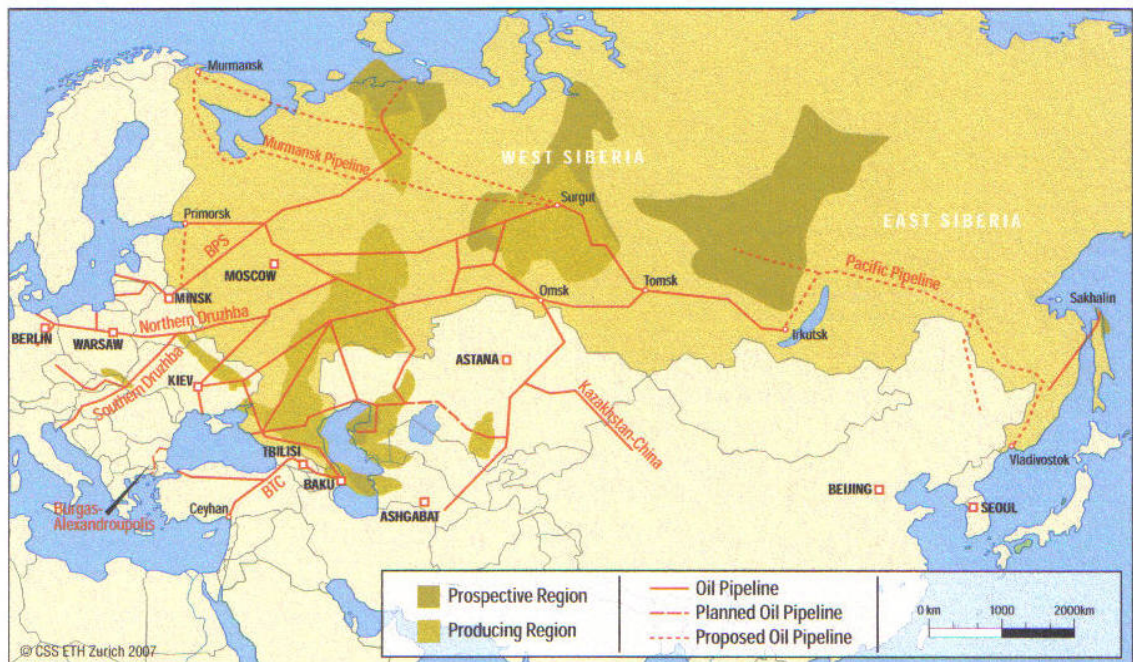 Murmansk
Murmansk Pipeline
WEST SIBERIA
Surgut
EAST SIBERIA
Primorsk
BPS
MOSCOW
Tomsk
Pacific Pipeline
Sakhalin
MINSK
Omsk
Irkutsk
Northern Druzhba
BERLIN
WARSAW
ASTANA
KIEV
Southern Druzhba
Kazakhstan-China
Vladivostok
TBILISI
BTC
BAKU
BEIJING
SEOUL
Burgas-
Alexandroupolis
Ceyhan
ASHGABAT
Prospective Region
Producing Region
Oil Pipeline
Planned Oil Pipeline
Proposed Oil Pipeline
0 km 1000 2000km
© CSS ETH Zurich 2007